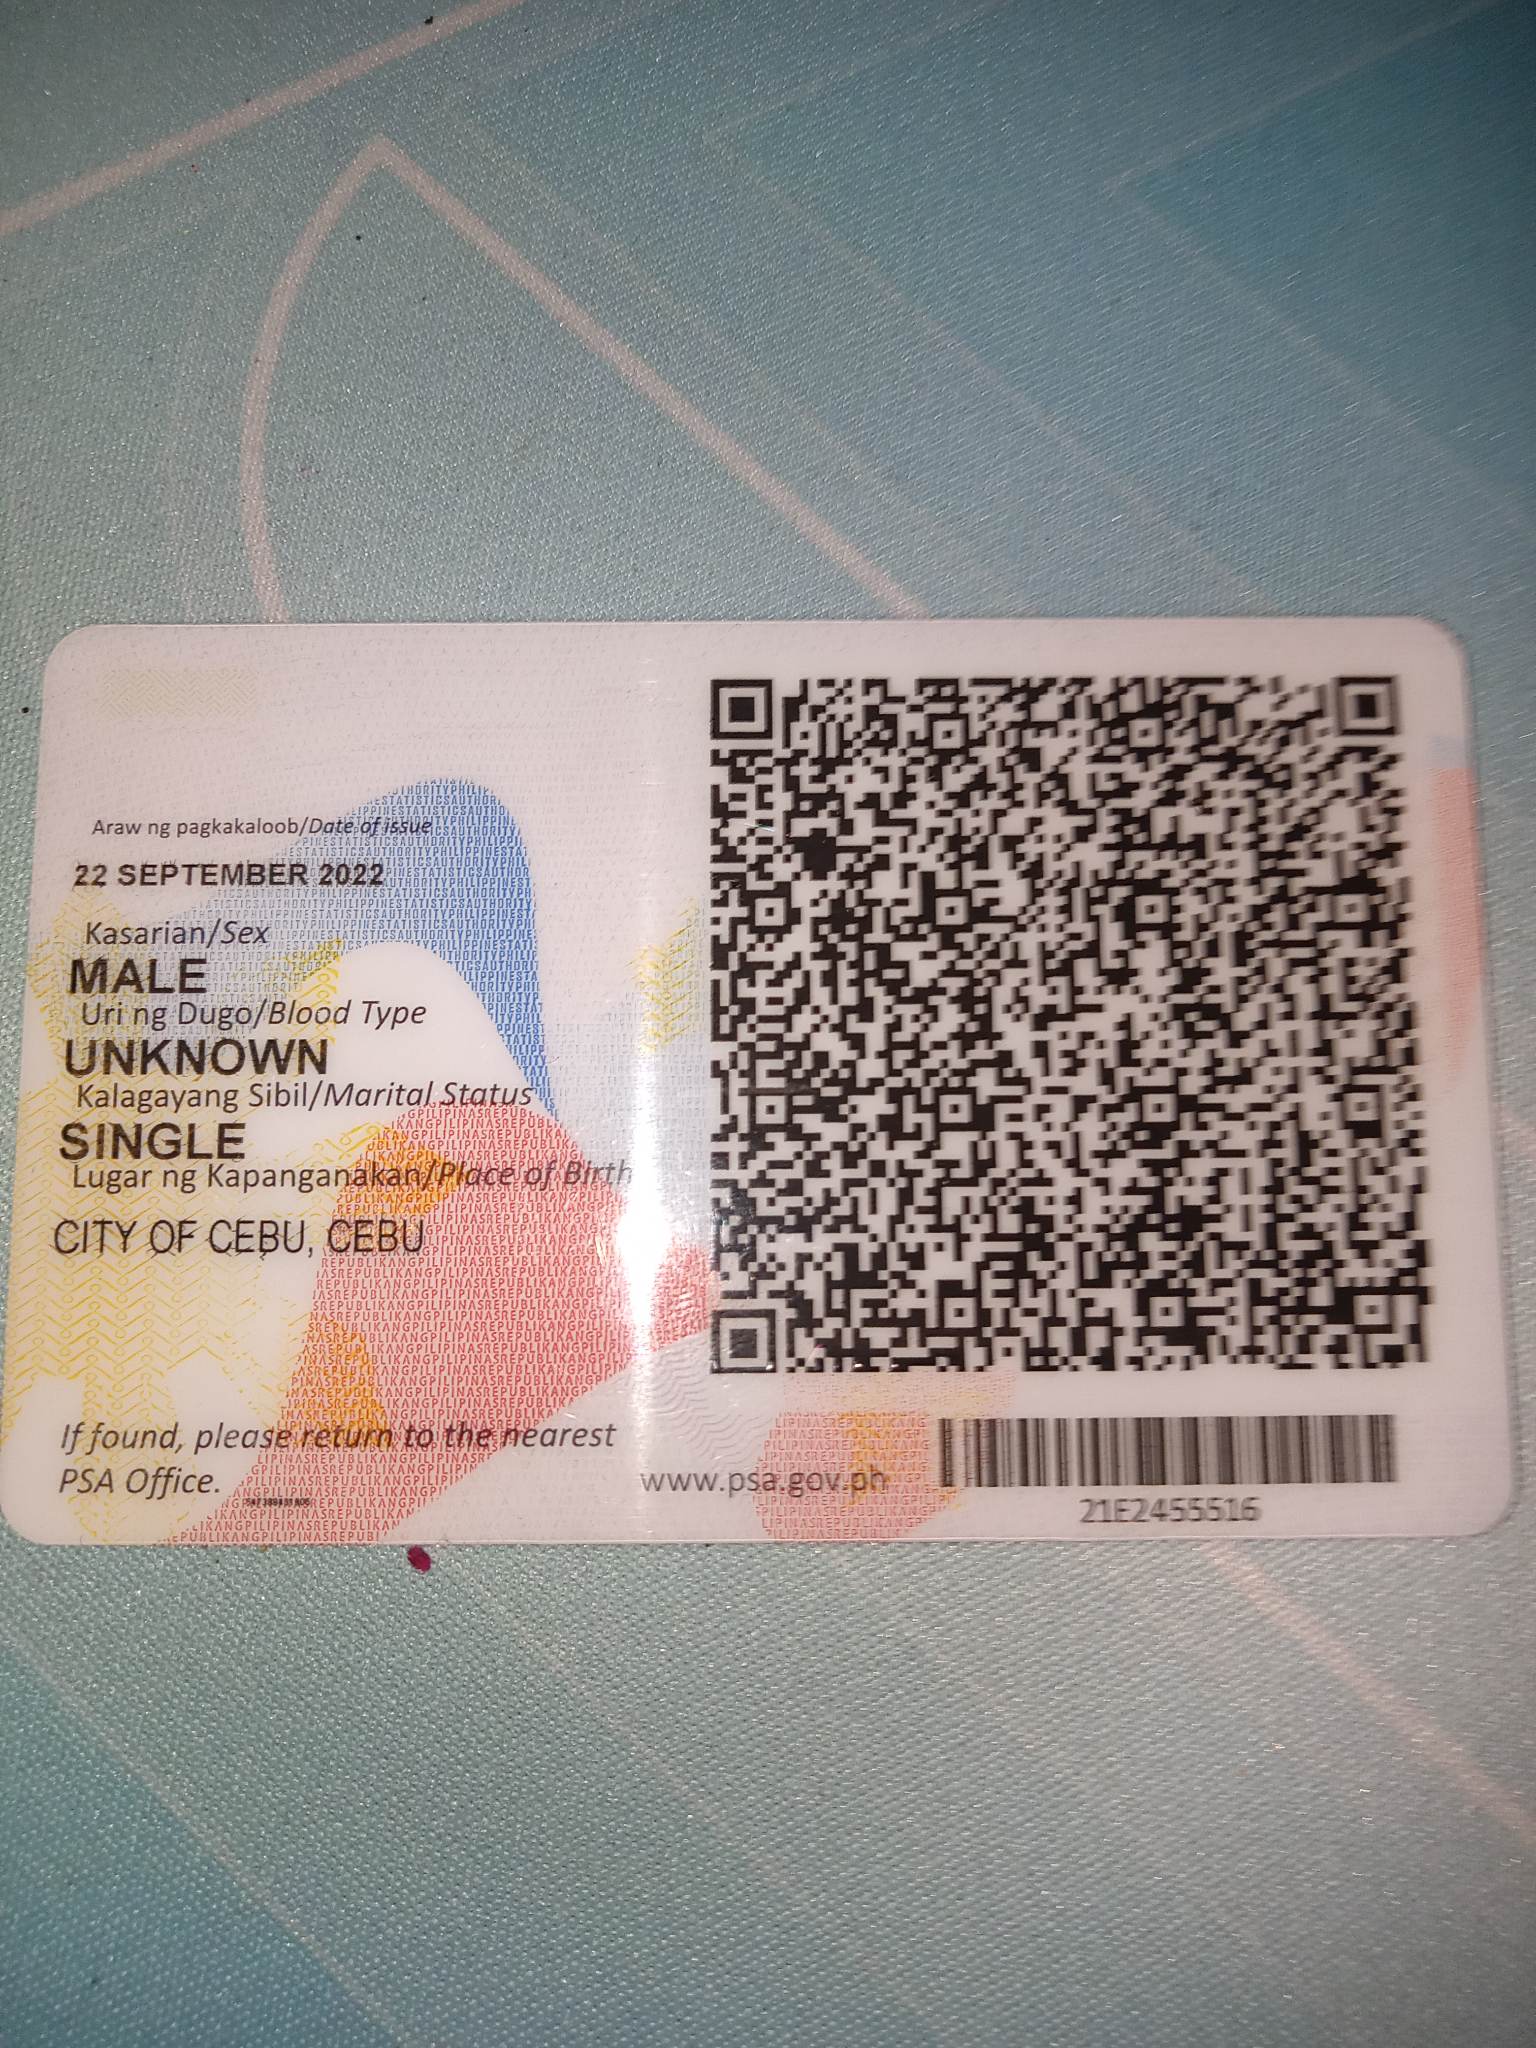 Araw ng pagkakaloob/Date of issue
22 SEPTEMBER 2022
Kasarian/Sex
MALE
Uri ng Dugo/Blood Type
UNKNOWN
Kalagayang Sibil/Marital Status
SINGLE
Lugar ng Kapanganakan/Place of Birth
CITY OF CEBU, CEBU
If found, please return to the nearest
PSA Office.
www.psa.gov.ph
21E2455516